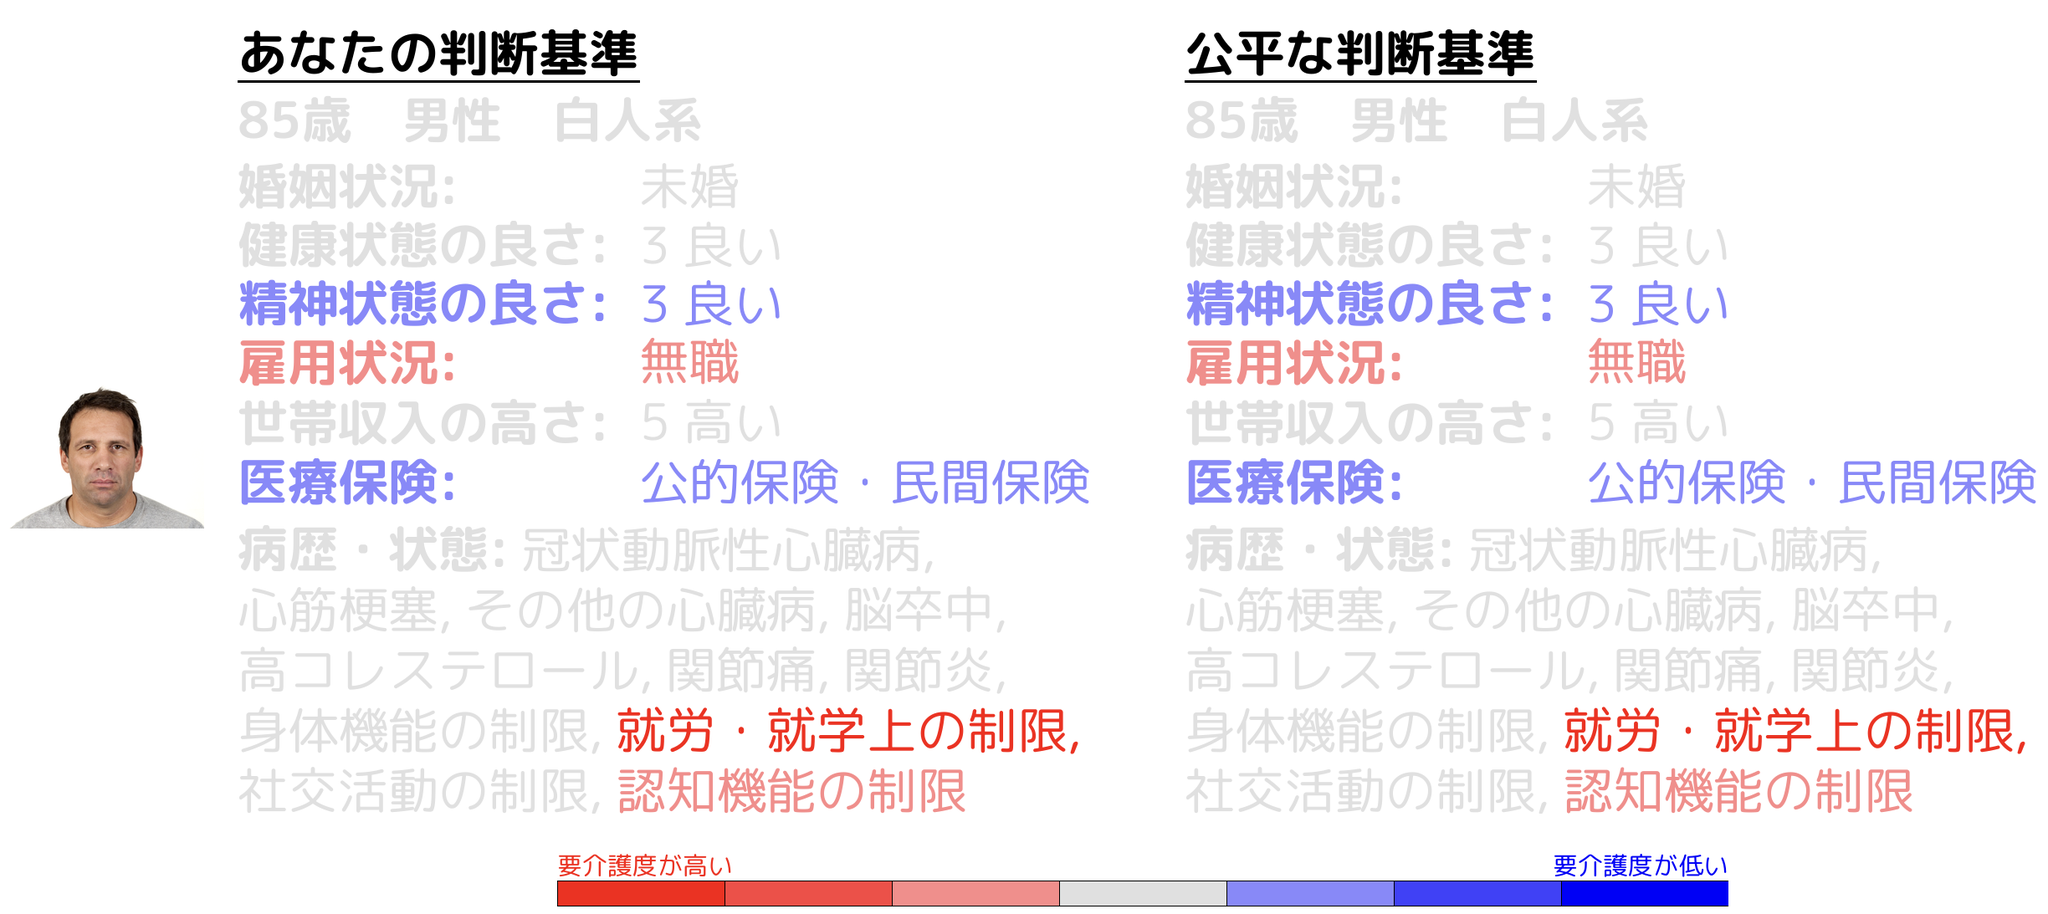 あなたの判断基準
85歳　男性　白人系
婚姻状況: 未婚
健康状態の良さ: 3 良い
精神状態の良さ: 3 良い
雇用状況: 無職
世帯収入の高さ: 5 高い
医療保険: 公的保険・民間保険
病歴・状態: 冠状動脈性心臓病,
心筋梗塞, その他の心臓病, 脳卒中,
高コレステロール, 関節痛, 関節炎,
身体機能の制限, 就労・就学上の制限,
社交活動の制限, 認知機能の制限
公平な判断基準
85歳　男性　白人系
婚姻状況: 未婚
健康状態の良さ: 3 良い
精神状態の良さ: 3 良い
雇用状況: 無職
世帯収入の高さ: 5 高い
医療保険: 公的保険・民間保険
病歴・状態: 冠状動脈性心臓病,
心筋梗塞, その他の心臓病, 脳卒中,
高コレステロール, 関節痛, 関節炎,
身体機能の制限, 就労・就学上の制限,
社交活動の制限, 認知機能の制限
要介護度が高い
要介護度が低い